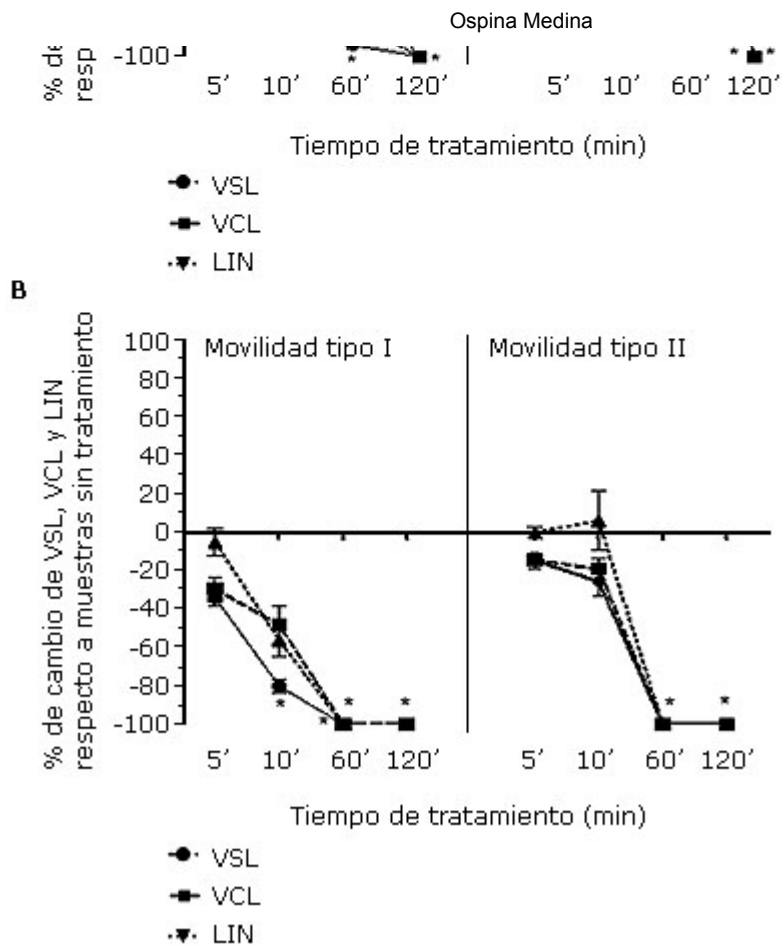 Ospina Medina
% de
resp
-100
* * * *
5’ 10’ 60’ 120’ 5’ 10’ 60’ 120’
Tiempo de tratamiento (min)
VSL
VCL
LIN
B
% de cambio de VSL, VCL y LIN
respecto a muestras sin tratamiento
Movilidad tipo I
Movilidad tipo II
100
80
60
40
20
0
-20
-40
-60
-80
-100
* * * * * *
5’ 10’ 60’ 120’ 5’ 10’ 60’ 120’
Tiempo de tratamiento (min)
VSL
VCL
LIN